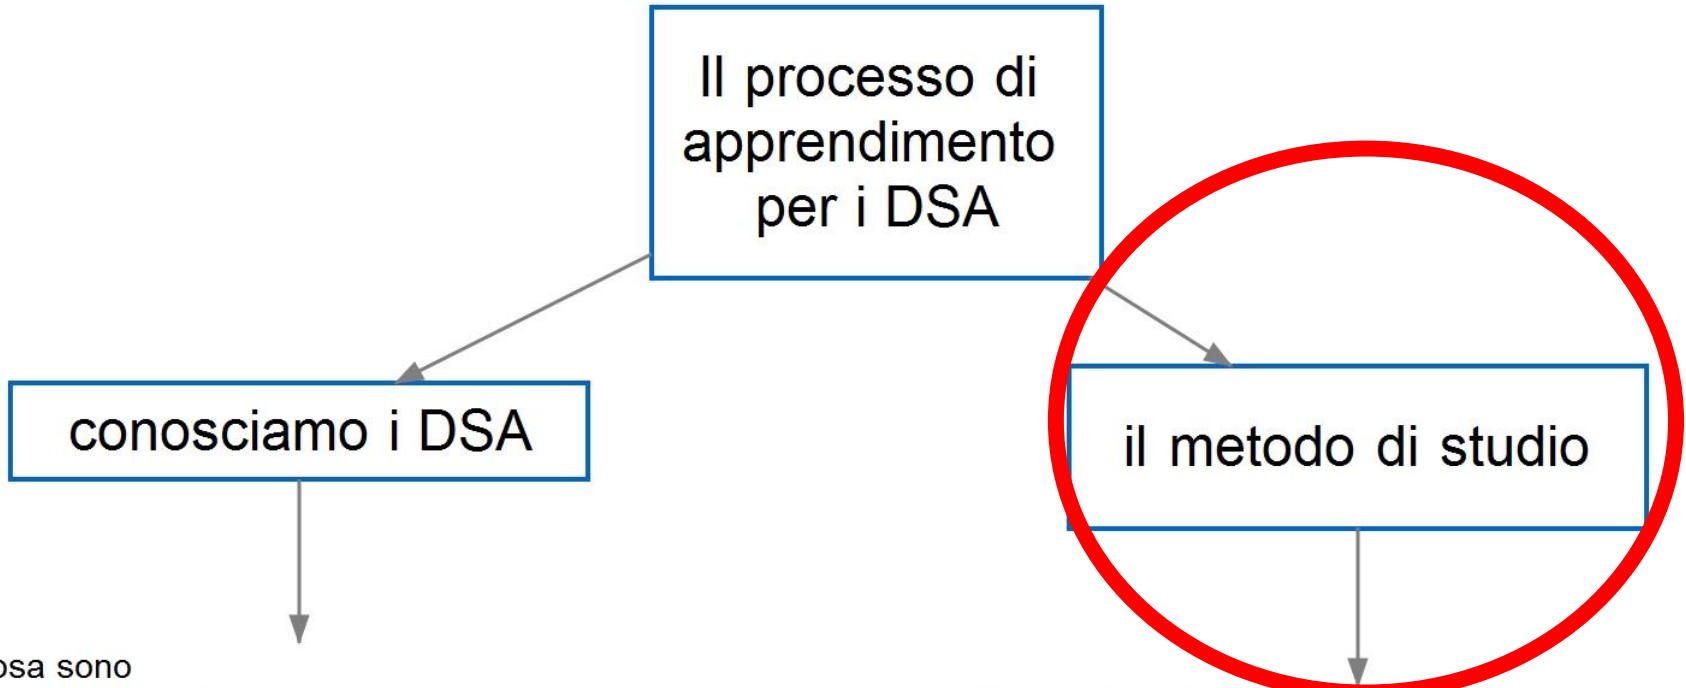 Il processo di
apprendimento
per i DSA
conosciamo i DSA
il metodo di studio
sono